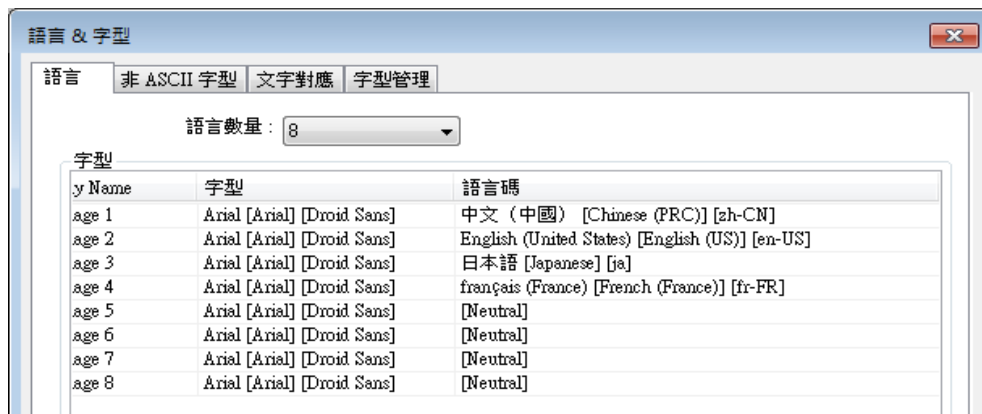 語言 & 字型
語言 非 ASCII 字型 文字對應 字型管理
語言數量 : 8
字型
y Name 字型 語言碼
age 1 Arial [Arial] [Droid Sans] 中文（中國） [Chinese (PRC)] [zh-CN]
age 2 Arial [Arial] [Droid Sans] English (United States) [English (US)] [en-US]
age 3 Arial [Arial] [Droid Sans] 日本語 [Japanese] [ja]
age 4 Arial [Arial] [Droid Sans] français (France) [French (France)] [fr-FR]
age 5 Arial [Arial] [Droid Sans] [Neutral]
age 6 Arial [Arial] [Droid Sans] [Neutral]
age 7 Arial [Arial] [Droid Sans] [Neutral]
age 8 Arial [Arial] [Droid Sans] [Neutral]